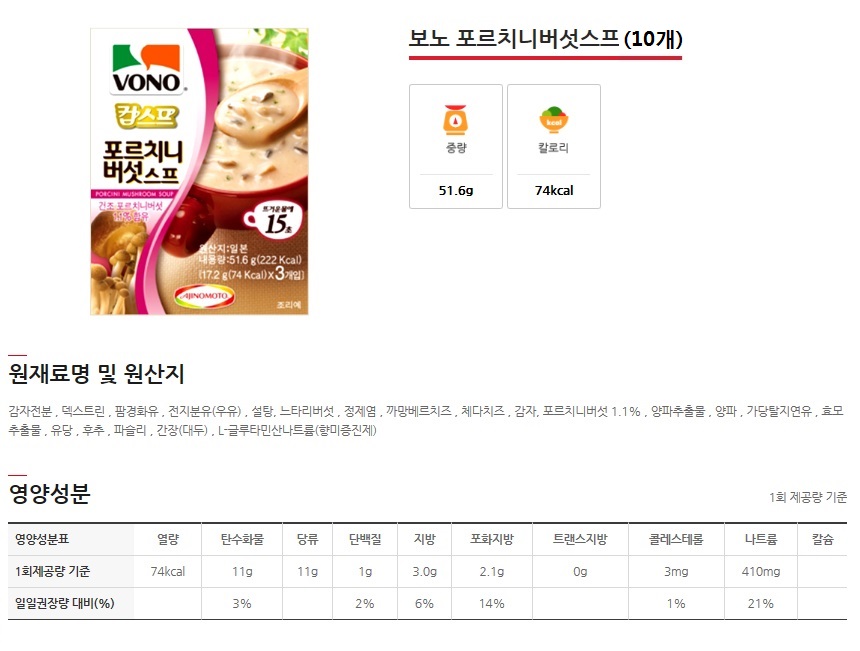 보노 포르치니버섯스프 (10개)
VONO
컵스프
포르치니
버섯스프
PORCINI MUSHROOM SOUP
건조 포르치니버섯
1.1% 함유
뜨거운물에
15초
원산지:일본
내용량:51.6 g(222 Kcal)
(17.2 g(74 Kcal) x 3개입)
AJINOMOTO
조리예
중량
51.6g
kcal
칼로리
74kcal
원재료명 및 원산지
감자전분 , 덱스트린 , 팜경화유 , 전지분유(우유) , 설탕, 느타리버섯 , 정제염 , 까망베르치즈 , 체다치즈 , 감자, 포르치니버섯 1.1% , 양파추출물 , 양파 , 가당탈지연유 , 효모
추출물 , 유당 , 후추 , 파슬리 , 간장(대두) , L-글루타민산나트륨(향미증진제)
영양성분
1회 제공량 기준
영양성분표 열량 탄수화물 당류 단백질 지방 포화지방 트랜스지방 콜레스테롤 나트륨 칼슘
1회제공량 기준 74kcal 11g 11g 1g 3.0g 2.1g 0g 3mg 410mg
일일권장량 대비(%) 3% 2% 6% 14% 1% 21%